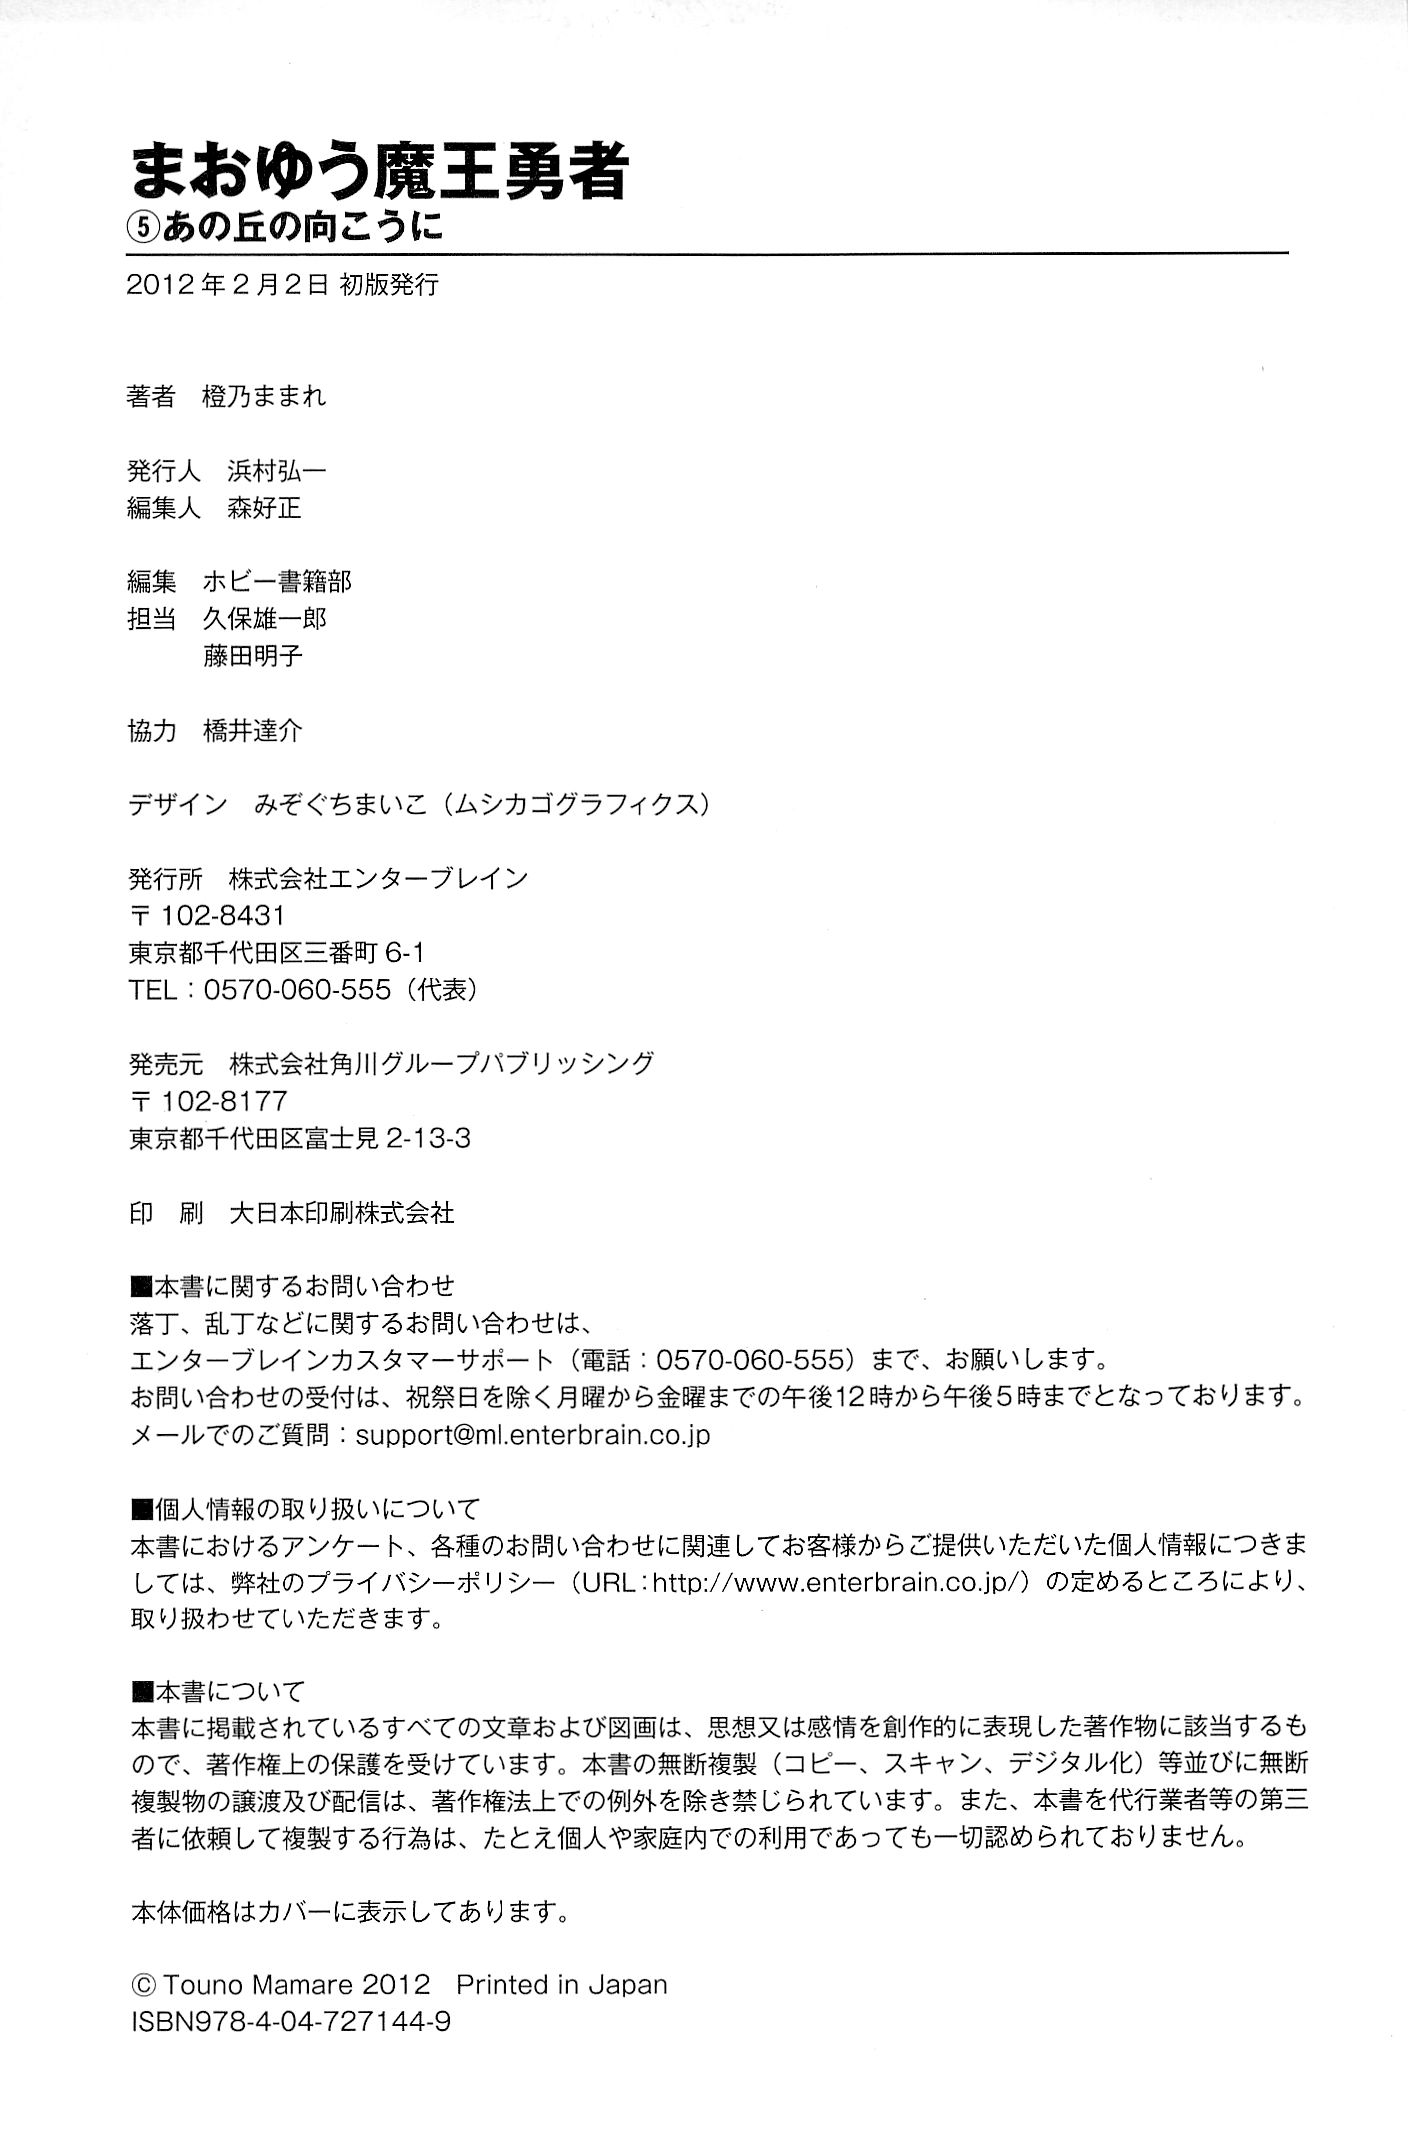 まおゆう魔王勇者
⑤あの丘の向こうに
2012年2月2日 初版発行
著者　橙乃ままれ
発行人　浜村弘一
編集人　森好正
編集　ホビー書籍部
担当　久保雄一郎
藤田明子
協力　橋井達介
デザイン　みぞぐちまいこ（ムシカゴグラフィクス）
発行所　株式会社エンターブレイン
〒102-8431
東京都千代田区三番町6-1
TEL：0570-060-555（代表）
発売元　株式会社角川グループパブリッシング
〒102-8177
東京都千代田区富士見2-13-3
印　刷　大日本印刷株式会社
■本書に関するお問い合わせ
落丁、乱丁などに関するお問い合わせは、
エンターブレインカスタマーサポート（電話：0570-060-555）まで、お願いします。
お問い合わせの受付は、祝祭日を除く月曜から金曜までの午後12時から午後5時までとなっております。
メールでのご質問：support@ml.enterbrain.co.jp
■個人情報の取り扱いについて
本書におけるアンケート、各種のお問い合わせに関連してお客様からご提供いただいた個人情報につきま
しては、弊社のプライバシーポリシー（URL：http://www.enterbrain.co.jp/）の定めるところにより、
取り扱わせていただきます。
■本書について
本書に掲載されているすべての文章および図画は、思想又は感情を創作的に表現した著作物に該当するも
ので、著作権上の保護を受けています。本書の無断複製（コピー、スキャン、デジタル化）等並びに無断
複製物の譲渡及び配信は、著作権法上での例外を除き禁じられています。また、本書を代行業者等の第三
者に依頼して複製する行為は、たとえ個人や家庭内での利用であっても一切認められておりません。
本体価格はカバーに表示してあります。
© Touno Mamare 2012　Printed in Japan
ISBN978-4-04-727144-9